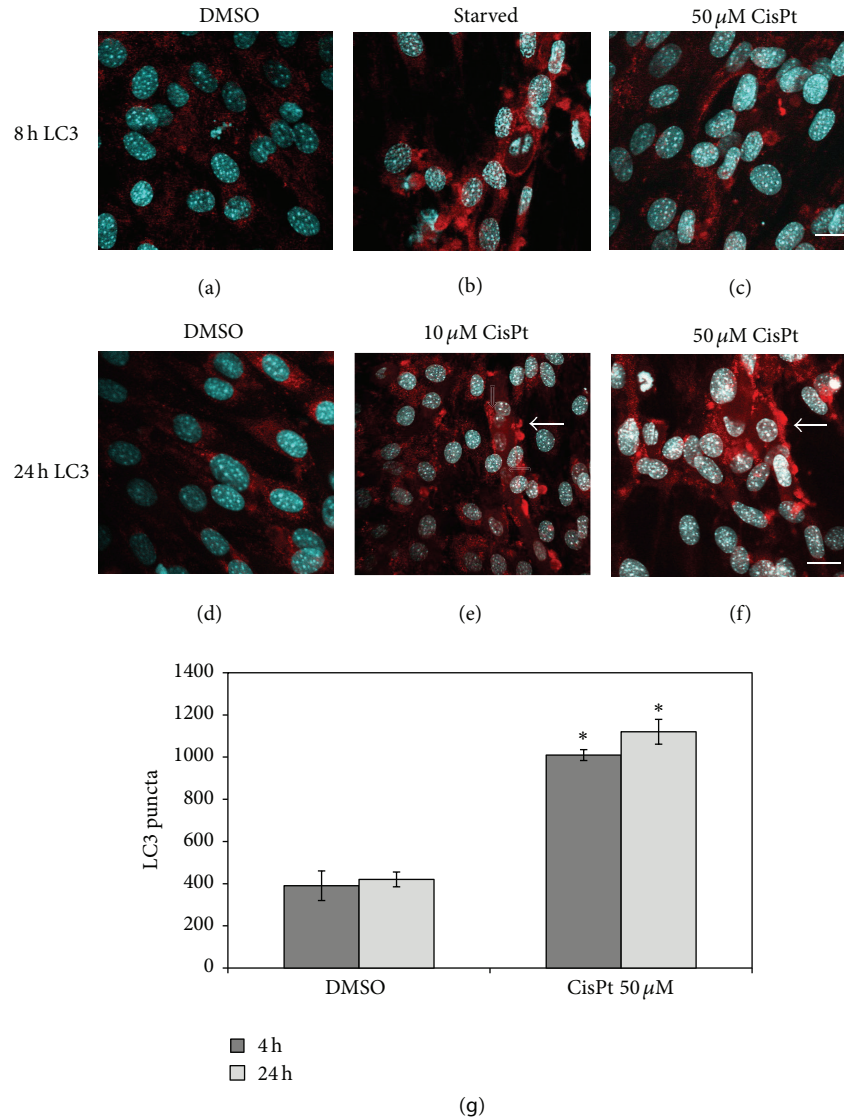 DMSO
Starved
50 μM CisPt
8 h LC3
(a)
(b)
(c)
DMSO
10 μM CisPt
50 μM CisPt
24 h LC3
(d)
(e)
(f)
1400
1200
1000
800
600
400
200
0
LC3 puncta
*
*
DMSO
CisPt 50 μM
4 h
24 h
(g)